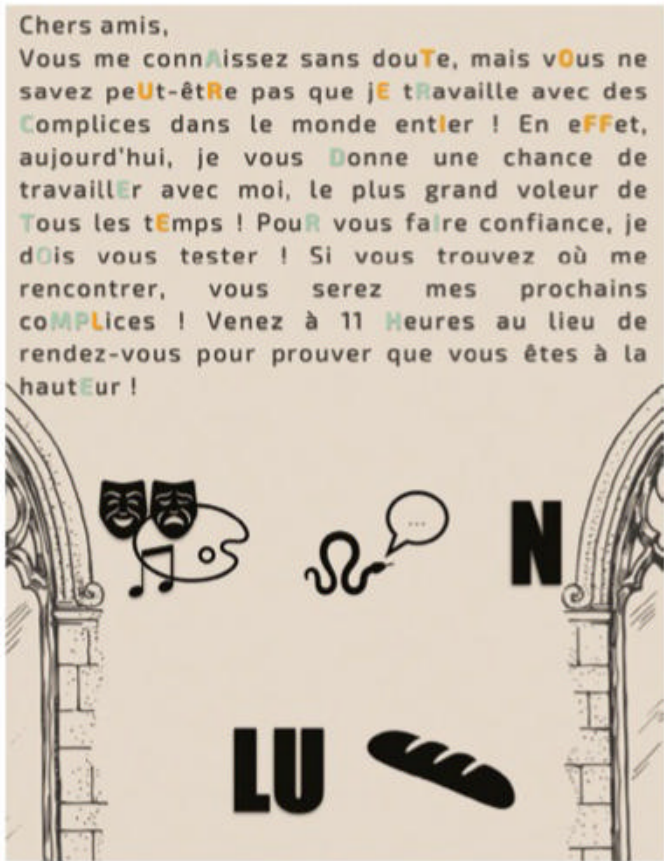 Chers amis,
Vous me connAissez sans douTe, mais vOus ne
savez peUt-êtRe pas que jE tRavaille avec des
Complices dans le monde entIer ! En eFFet,
aujourd'hui, je vous Donne une chance de
travaillEr avec moi, le plus grand voleur de
Tous les tEmps ! PouR vous faIre confiance, je
dOis vous tester ! Si vous trouvez où me
rencontrer, vous serez mes prochains
coMPLices ! Venez à 11 Heures au lieu de
rendez-vous pour prouver que vous êtes à la
hautEur !
...
N
LU